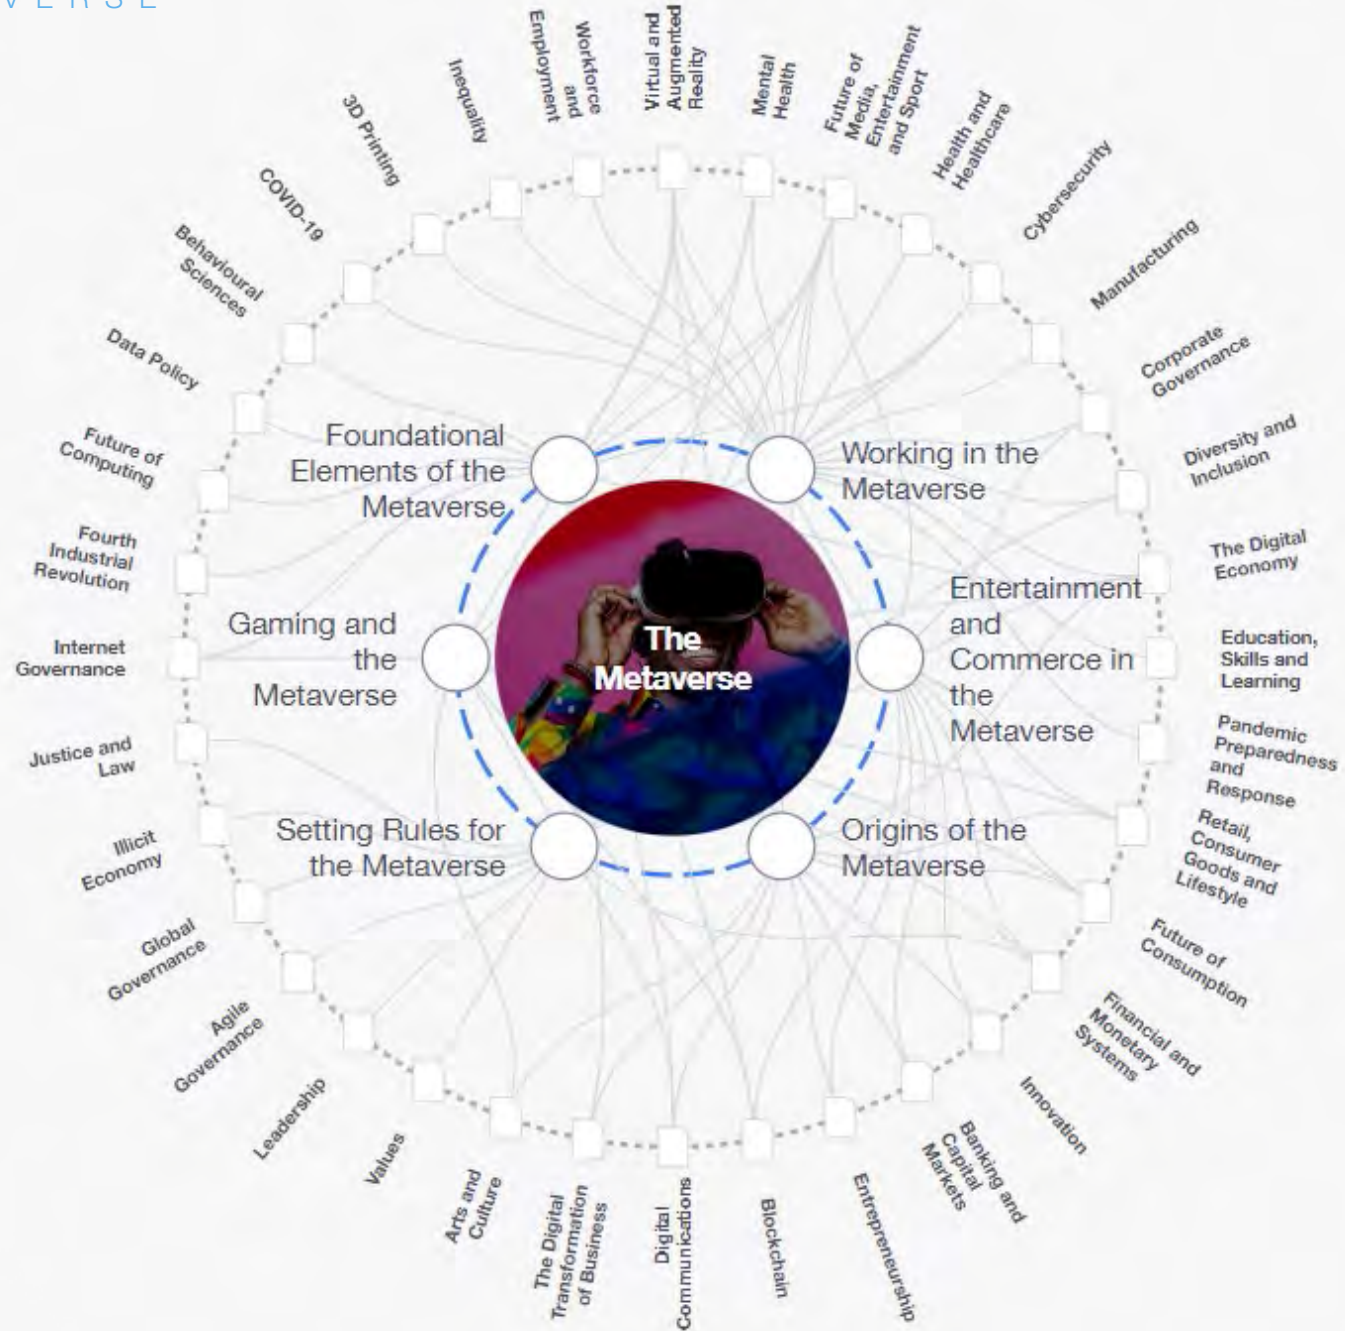 VERSE
Virtual and
Augmented
Reality
Mental
Health
Future of
Media,
Entertainment
and Sport
Health and
Healthcare
Cybersecurity
Manufacturing
Corporate
Governance
Diversity and
Inclusion
The Digital
Economy
Education,
Skills and
Learning
Pandemic
Preparedness
and
Response
Retail,
Consumer
Goods and
Lifestyle
Future of
Consumption
Financial and
Monetary
Systems
Innovation
Banking and
Capital
Markets
Entrepreneurship
Blockchain
Digital
Communications
The Digital
Transformation
of Business
Arts and
Culture
Values
Leadership
Agile
Governance
Global
Governance
Illicit
Economy
Justice and
Law
Internet
Governance
Fourth
Industrial
Revolution
Future of
Computing
Data Policy
Behavioural
Sciences
COVID-19
3D Printing
Inequality
Workforce
and
Employment
Foundational
Elements of the
Metaverse
Working in the
Metaverse
Gaming and
the
Metaverse
The
Metaverse
Entertainment
and
Commerce in
the
Metaverse
Setting Rules for
the Metaverse
Origins of the
Metaverse